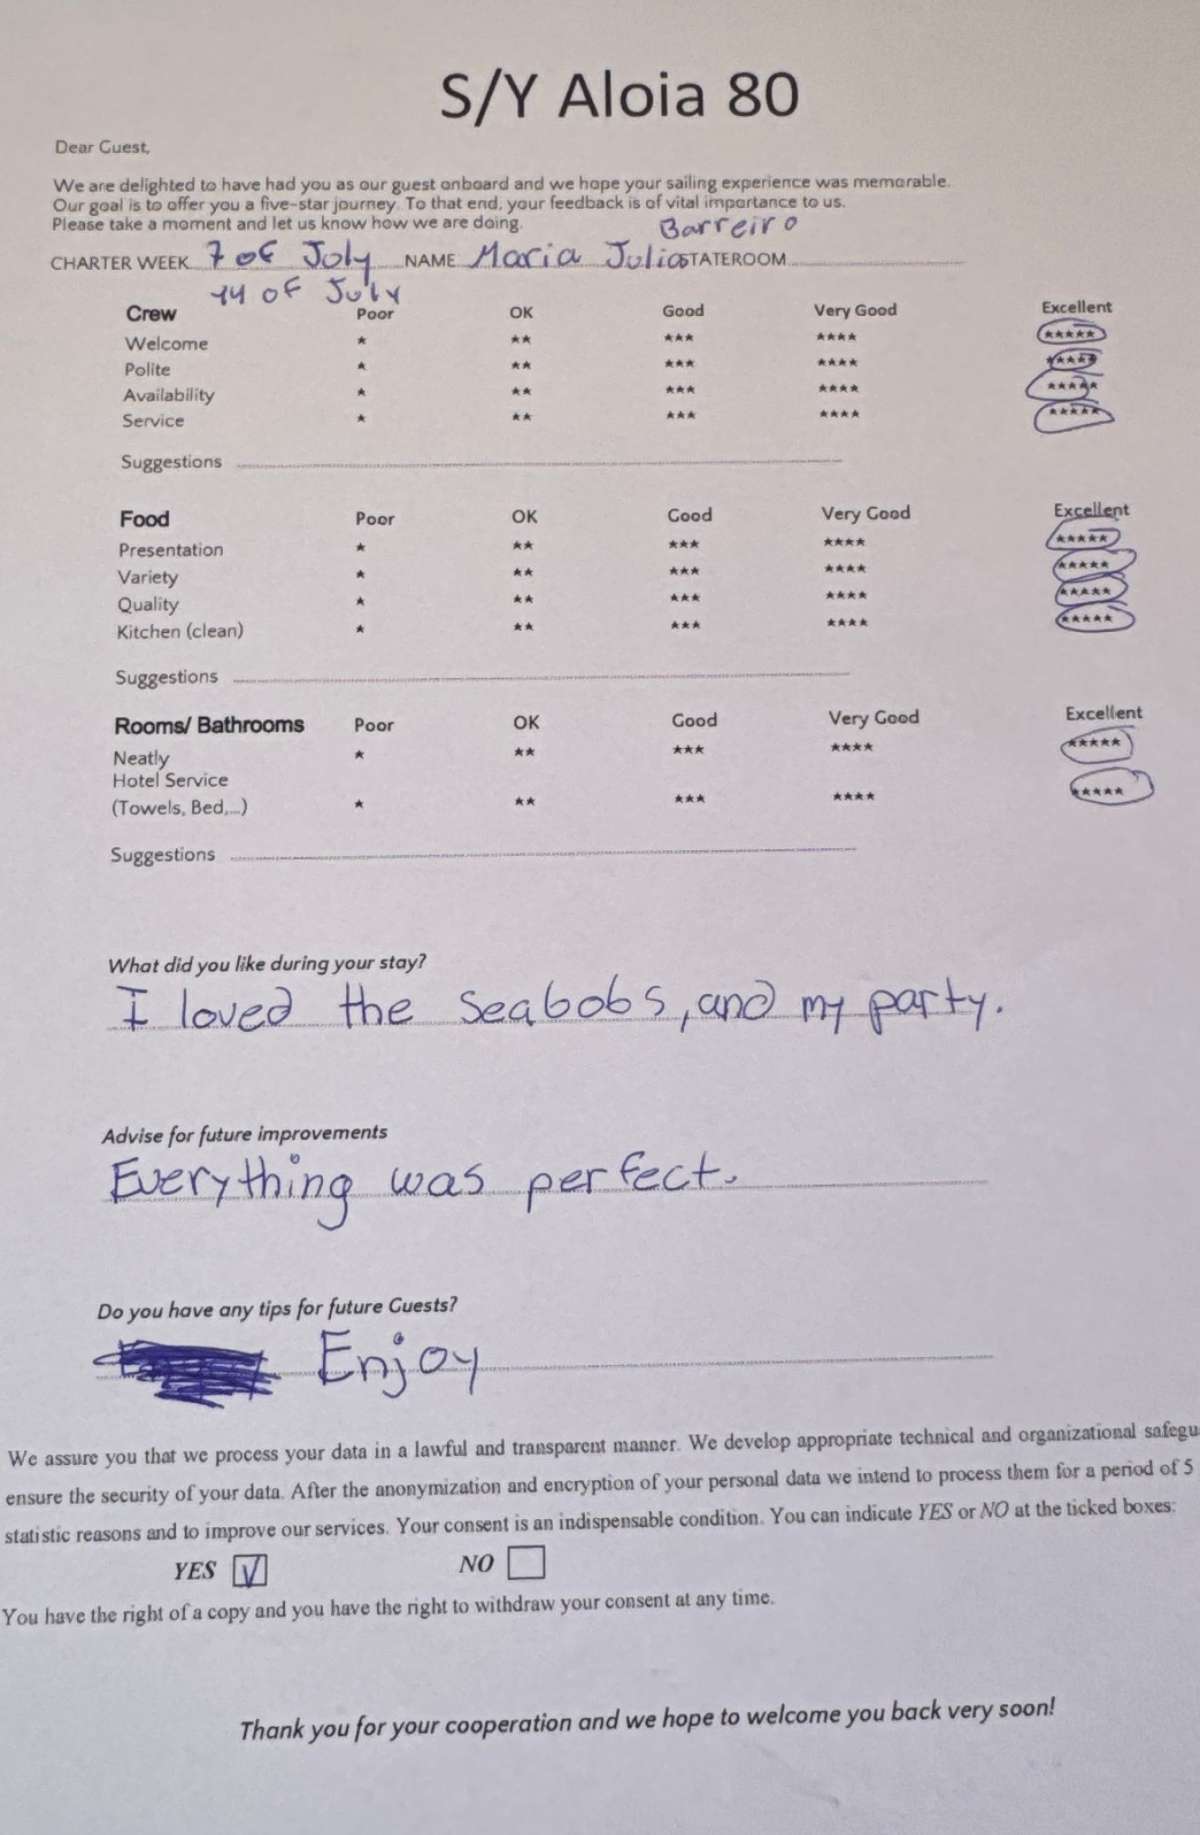 S/Y Aloia 80
Dear Guest,
We are delighted to have had you as our guest onboard and we hope your sailing experience was memorable.
Our goal is to offer you a five-star journey. To that end, your feedback is of vital importance to us.
Please take a moment and let us know how we are doing.
Barreiro
CHARTER WEEK 7 of July NAME Maria Julia STATEROOM
14 of July
Crew Poor OK Good Very Good Excellent
Welcome * ** *** **** *****
Polite * ** *** **** *****
Availability * ** *** **** *****
Service * ** *** **** *****
Suggestions
Food Poor OK Good Very Good Excellent
Presentation * ** *** **** *****
Variety * ** *** **** *****
Quality * ** *** **** *****
Kitchen (clean) * ** *** **** *****
Suggestions
Rooms/ Bathrooms Poor OK Good Very Good Excellent
Neatly * ** *** **** *****
Hotel Service
(Towels, Bed,...) * ** *** **** *****
Suggestions
What did you like during your stay?
I loved the seabobs, and my party.
Advise for future improvements
Everything was perfect.
Do you have any tips for future Guests?
Enjoy
We assure you that we process your data in a lawful and transparent manner. We develop appropriate technical and organizational safegu
ensure the security of your data. After the anonymization and encryption of your personal data we intend to process them for a period of 5
statistic reasons and to improve our services. Your consent is an indispensable condition. You can indicate YES or NO at the ticked boxes:
YES NO
You have the right of a copy and you have the right to withdraw your consent at any time.
Thank you for your cooperation and we hope to welcome you back very soon!